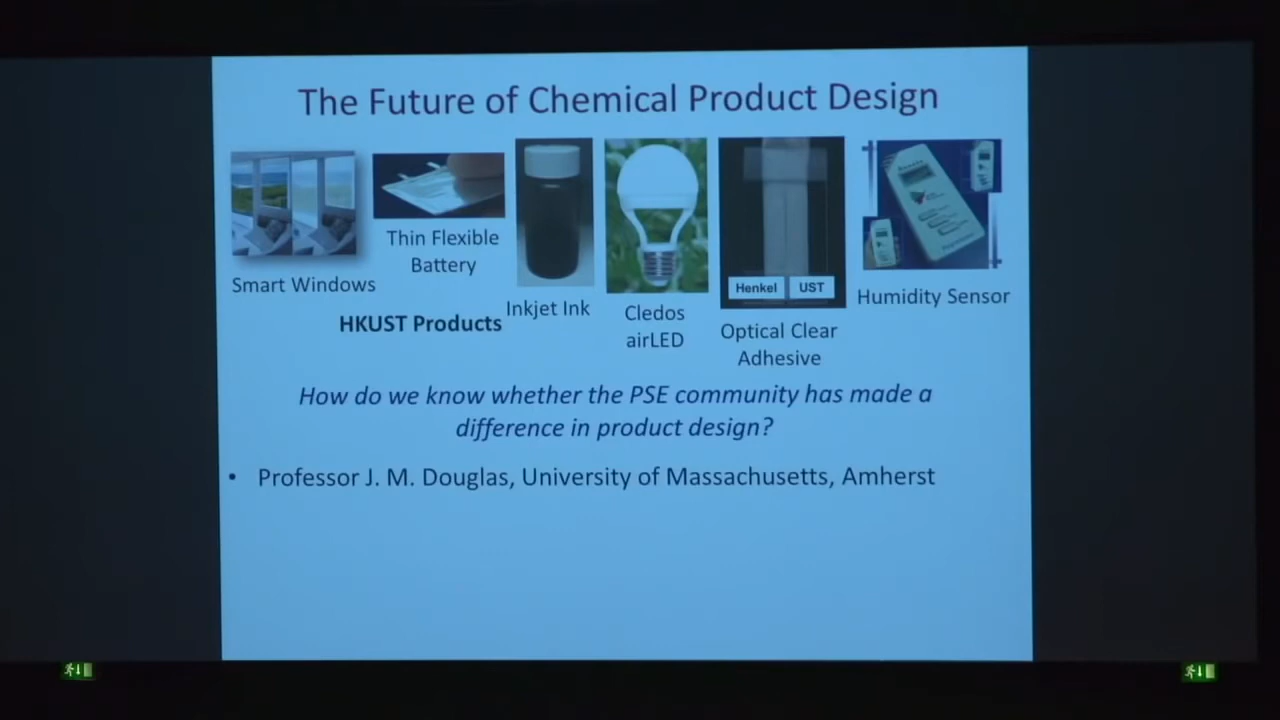 The Future of Chemical Product Design
Smart Windows
Thin Flexible
Battery
Inkjet Ink
Cledos
airLED
Henkel
UST
Optical Clear
Adhesive
Humidity Sensor
HKUST Products
How do we know whether the PSE community has made a
difference in product design?
• Professor J. M. Douglas, University of Massachusetts, Amherst